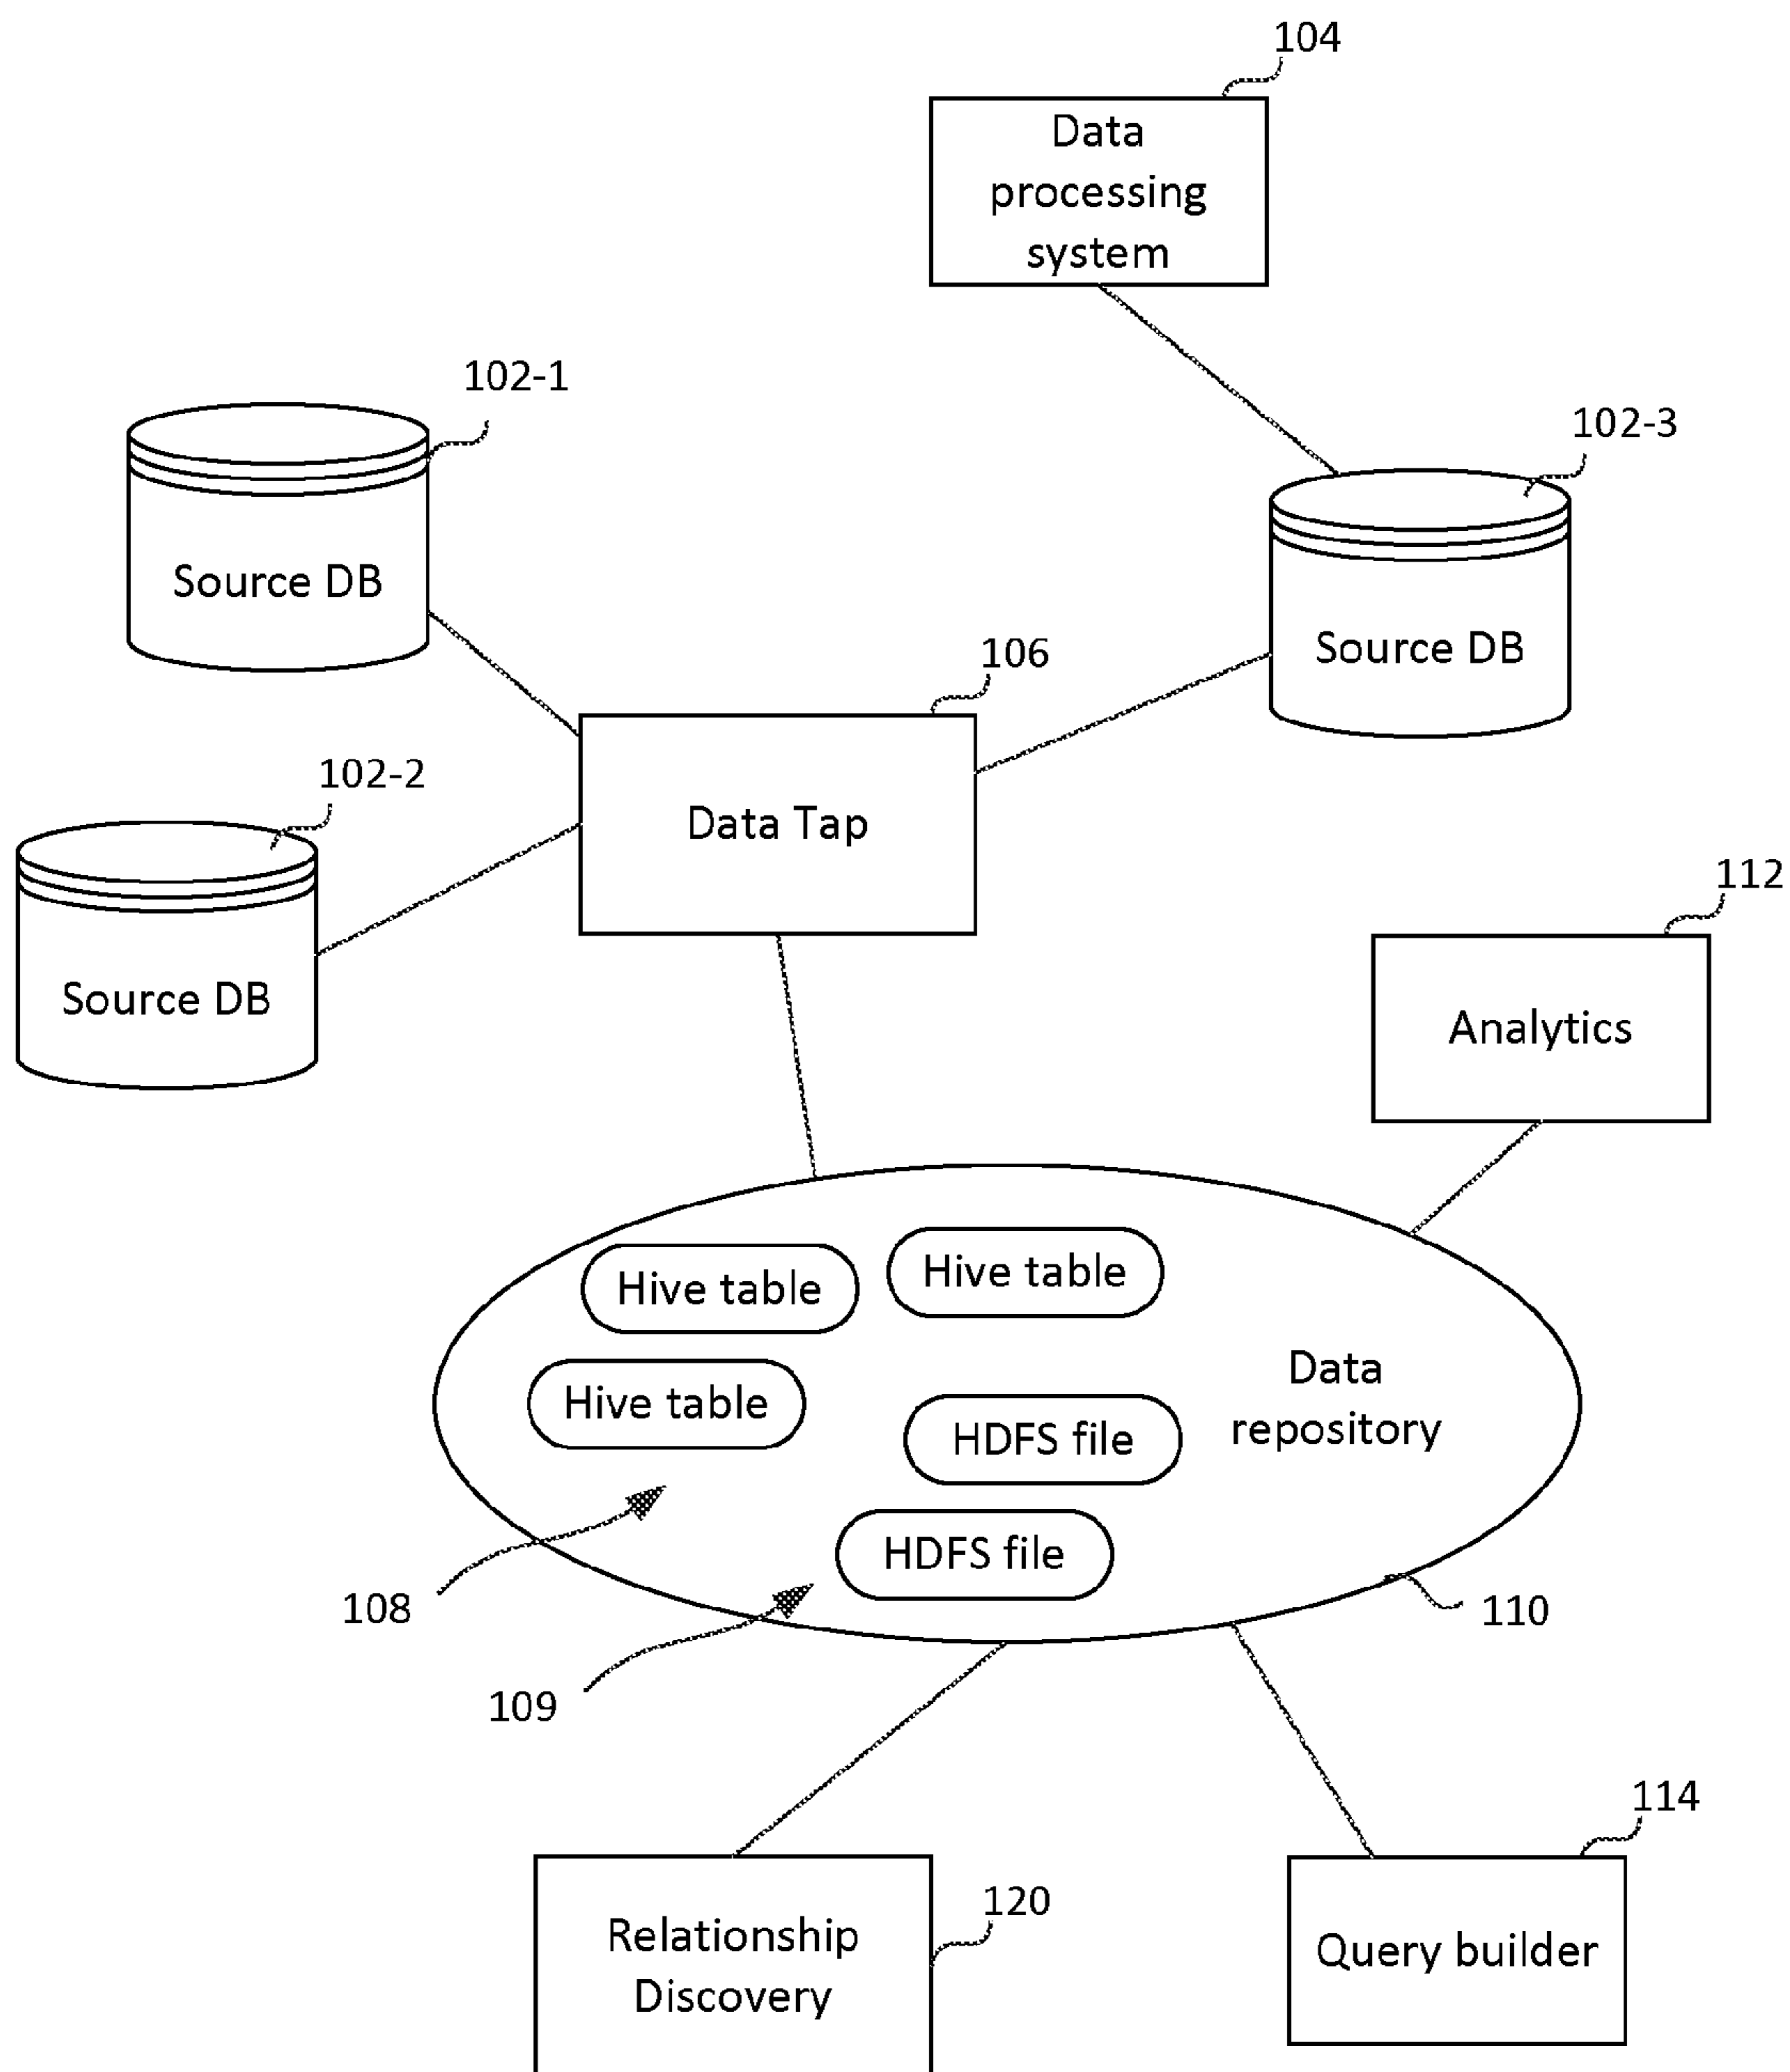 104
Data
processing
system
102-1
102-3
Source DB
Source DB
106
102-2
Data Tap
112
Source DB
Analytics
Hive table
Hive table
Data
repository
Hive table
HDFS file
HDFS file
108
110
109
114
120
Relationship
Discovery
Query builder